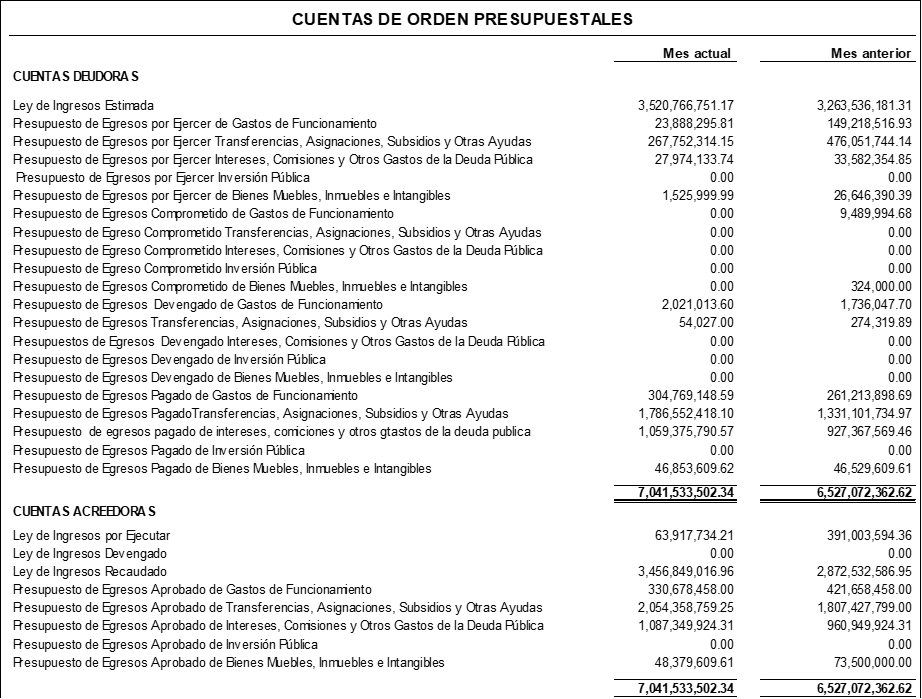 CUENTAS DE ORDEN PRESUPUESTALES
Mes actual Mes anterior
CUENTAS DEUDORAS
Ley de Ingresos Estimada 3,520,766,751.17 3,263,536,181.31
Presupuesto de Egresos por Ejercer de Gastos de Funcionamiento 23,888,295.81 149,218,516.93
Presupuesto de Egresos por Ejercer Transferencias, Asignaciones, Subsidios y Otras Ayudas 267,752,314.15 476,051,744.14
Presupuesto de Egresos por Ejercer Intereses, Comisiones y Otros Gastos de la Deuda Pública 27,974,133.74 33,582,354.85
Presupuesto de Egresos por Ejercer Inversión Pública 0.00 0.00
Presupuesto de Egresos por Ejercer de Bienes Muebles, Inmuebles e Intangibles 1,525,999.99 26,646,390.39
Presupuesto de Egresos Comprometido de Gastos de Funcionamiento 0.00 9,489,994.68
Presupuesto de Egreso Comprometido Transferencias, Asignaciones, Subsidios y Otras Ayudas 0.00 0.00
Presupuesto de Egreso Comprometido Intereses, Comisiones y Otros Gastos de la Deuda Pública 0.00 0.00
Presupuesto de Egreso Comprometido Inversión Pública 0.00 0.00
Presupuesto de Egresos Comprometido de Bienes Muebles, Inmuebles e Intangibles 0.00 324,000.00
Presupuesto de Egresos Devengado de Gastos de Funcionamiento 2,021,013.60 1,736,047.70
Presupuesto de Egresos Transferencias, Asignaciones, Subsidios y Otras Ayudas 54,027.00 274,319.89
Presupuestos de Egresos Devengado Intereses, Comisiones y Otros Gastos de la Deuda Pública 0.00 0.00
Presupuesto de Egresos Devengado de Inversión Pública 0.00 0.00
Presupuesto de Egresos Devengado de Bienes Muebles, Inmuebles e Intangibles 0.00 0.00
Presupuesto de Egresos Pagado de Gastos de Funcionamiento 304,769,148.59 261,213,898.69
Presupuesto de Egresos PagadoTransferencias, Asignaciones, Subsidios y Otras Ayudas 1,786,552,418.10 1,331,101,734.97
Presupuesto de egresos pagado de intereses, comiciones y otros gtastos de la deuda publica 1,059,375,790.57 927,367,569.46
Presupuesto de Egresos Pagado de Inversión Pública 0.00 0.00
Presupuesto de Egresos Pagado de Bienes Muebles, Inmuebles e Intangibles 46,853,609.62 46,529,609.61
7,041,533,502.34 6,527,072,362.62
CUENTAS ACREEDORAS
Ley de Ingresos por Ejecutar 63,917,734.21 391,003,594.36
Ley de Ingresos Devengado 0.00 0.00
Ley de Ingresos Recaudado 3,456,849,016.96 2,872,532,586.95
Presupuesto de Egresos Aprobado de Gastos de Funcionamiento 330,678,458.00 421,658,458.00
Presupuesto de Egresos Aprobado de Transferencias, Asignaciones, Subsidios y Otras Ayudas 2,054,358,759.25 1,807,427,799.00
Presupuesto de Egresos Aprobado de Intereses, Comisiones y Otros Gastos de la Deuda Pública 1,087,349,924.31 960,949,924.31
Presupuesto de Egresos Aprobado de Inversión Pública 0.00 0.00
Presupuesto de Egresos Aprobado de Bienes Muebles, Inmuebles e Intangibles 48,379,609.61 73,500,000.00
7,041,533,502.34 6,527,072,362.62